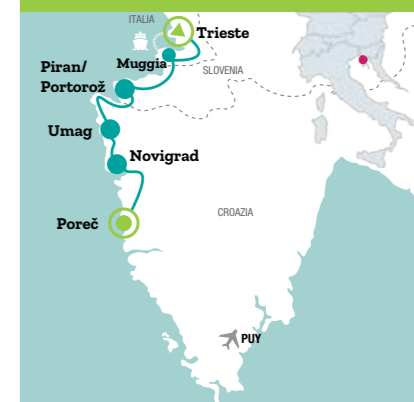 ITALIA
Trieste
Muggia
SLOVENIA
Piran/
Portorož
Umag
Novigrad
CROAZIA
Poreč
PUY